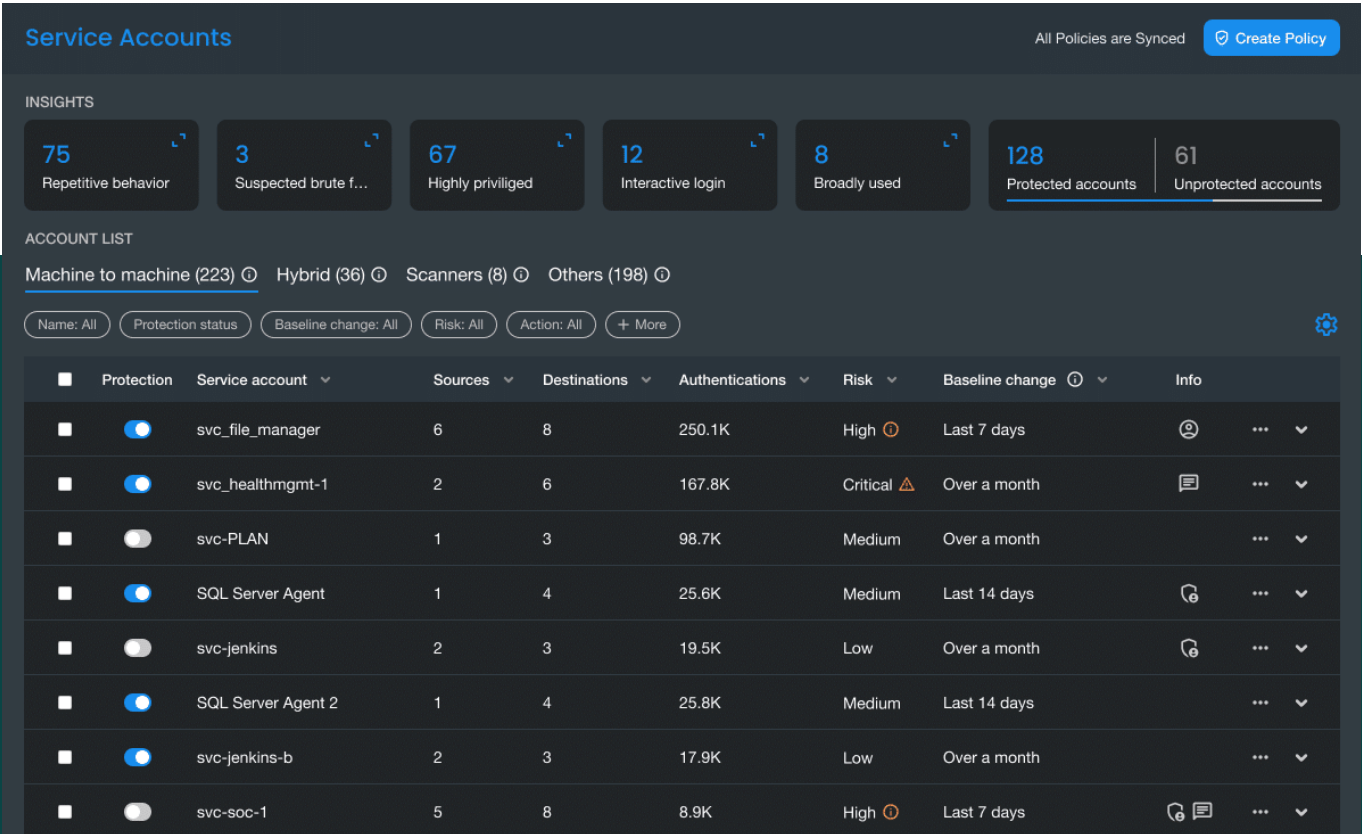 Service Accounts
All Policies are Synced
Create Policy
INSIGHTS
75
Repetitive behavior
3
Suspected brute f...
67
Highly priviliged
12
Interactive login
8
Broadly used
128
Protected accounts
61
Unprotected accounts
ACCOUNT LIST
Machine to machine (223) Hybrid (36) Scanners (8) Others (198)
Name: All Protection status Baseline change: All Risk: All Action: All + More
Protection Service account Sources Destinations Authentications Risk Baseline change Info
svc_file_manager 6 8 250.1K High Last 7 days
svc_healthmgmt-1 2 6 167.8K Critical Over a month
svc-PLAN 1 3 98.7K Medium Over a month
SQL Server Agent 1 4 25.6K Medium Last 14 days
svc-jenkins 2 3 19.5K Low Over a month
SQL Server Agent 2 1 4 25.8K Medium Last 14 days
svc-jenkins-b 2 3 17.9K Low Over a month
svc-soc-1 5 8 8.9K High Last 7 days